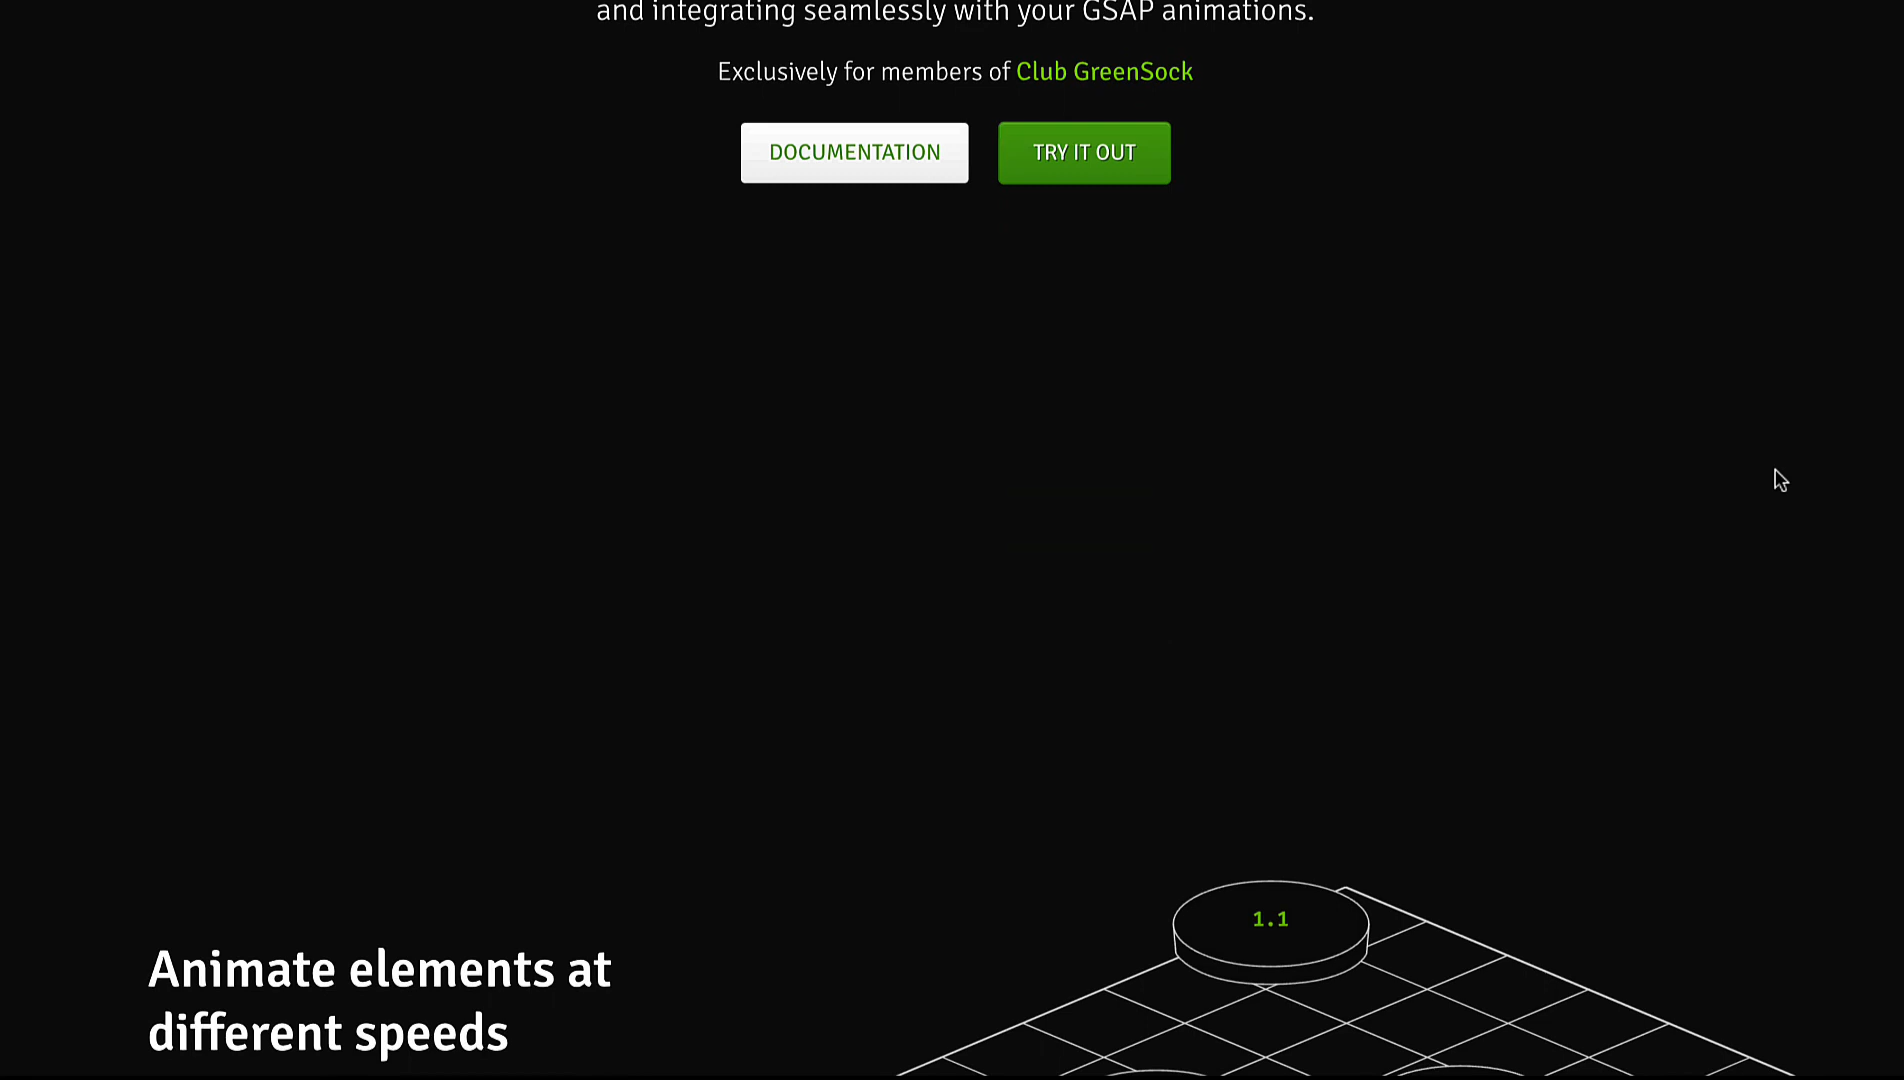 and integrating seamlessly with your GSAP animations.
Exclusively for members of Club GreenSock
DOCUMENTATION
TRY IT OUT
1.1
Animate elements at
different speeds